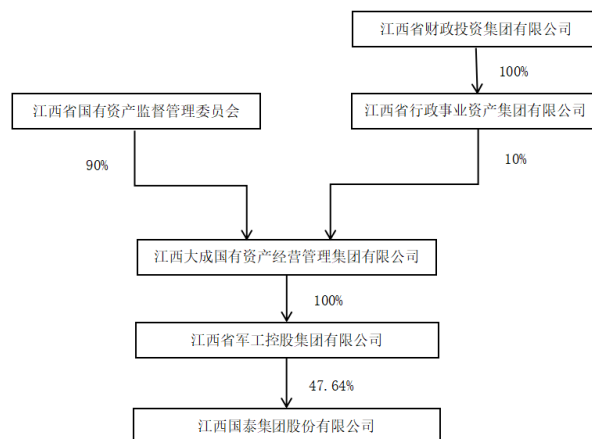 江西省财政投资集团有限公司
100%
江西省国有资产监督管理委员会
江西省行政事业资产集团有限公司
90%
10%
江西大成国有资产经营管理集团有限公司
100%
江西省军工控股集团有限公司
47.64%
江西国泰集团股份有限公司